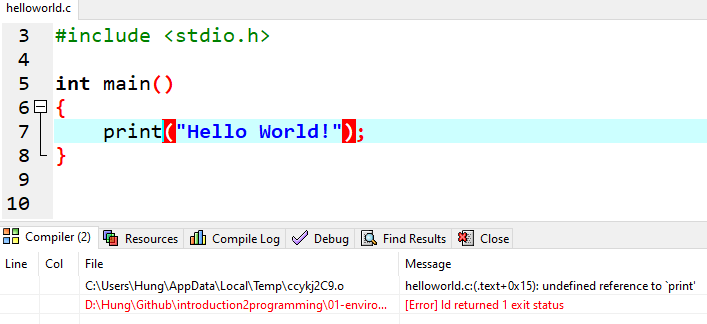 helloworld.c
3 #include <stdio.h>
4
5 int main()
6 {
7 print("Hello World!");
8 }
9
10
Compiler (2) Resources Compile Log Debug Find Results Close
Line Col File Message
C:\Users\Hung\AppData\Local\Temp\ccykj2C9.o helloworld.c:(.text+0x15): undefined reference to `print'
D:\Hung\Github\introduction2programming\01-enviro... [Error] ld returned 1 exit status